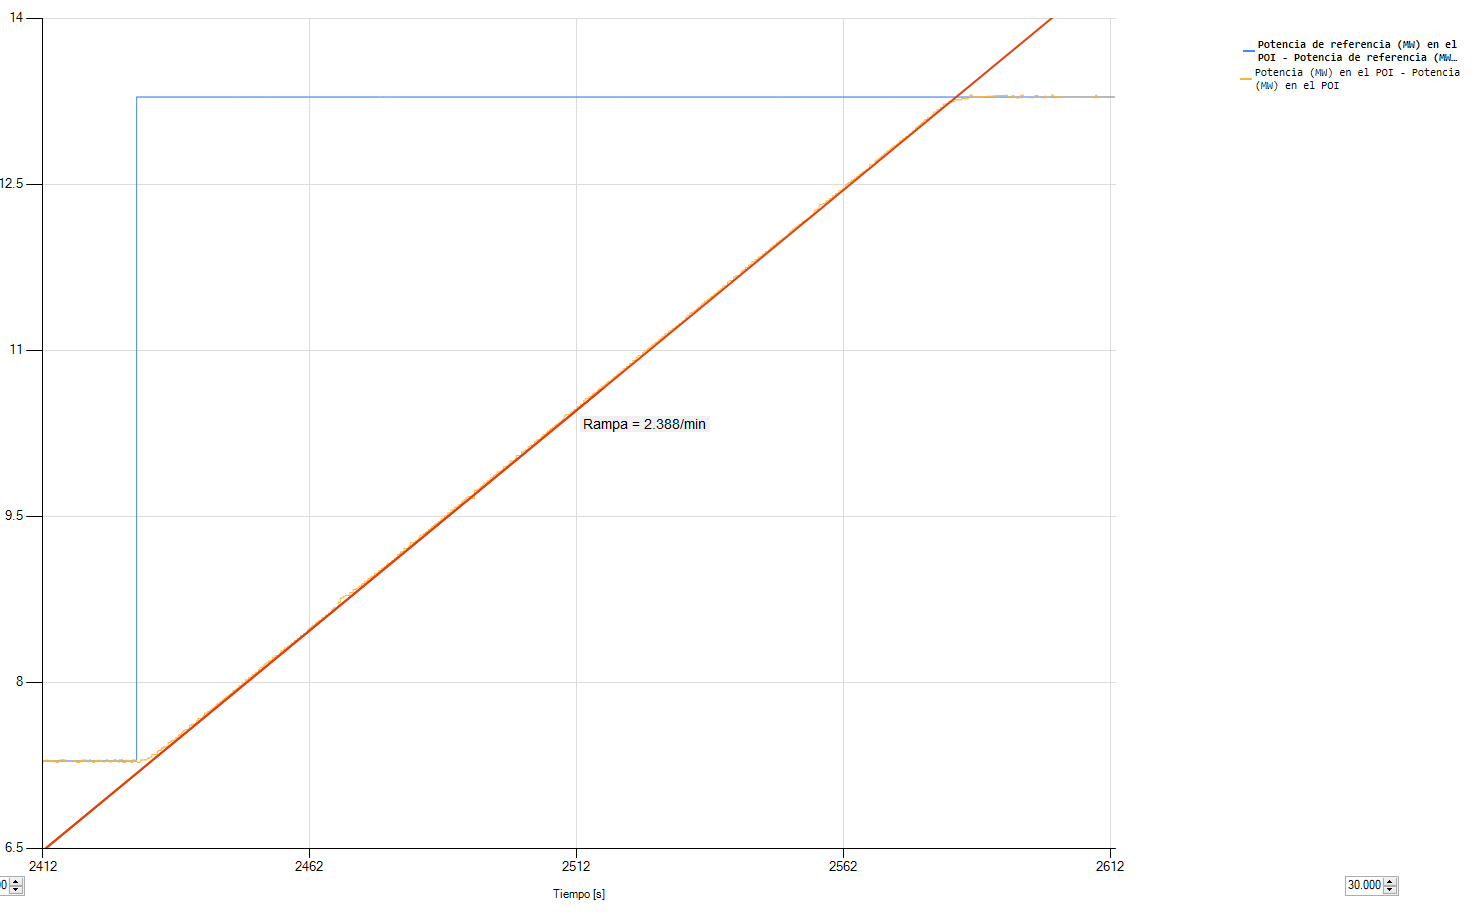 14
12.5
11
9.5
8
6.5
2412
2462
2512
2562
2612
Tiempo [s]
Rampa = 2.388/min
Potencia de referencia (MW) en el
POI - Potencia de referencia (MW…
Potencia (MW) en el POI - Potencia
(MW) en el POI
30.000